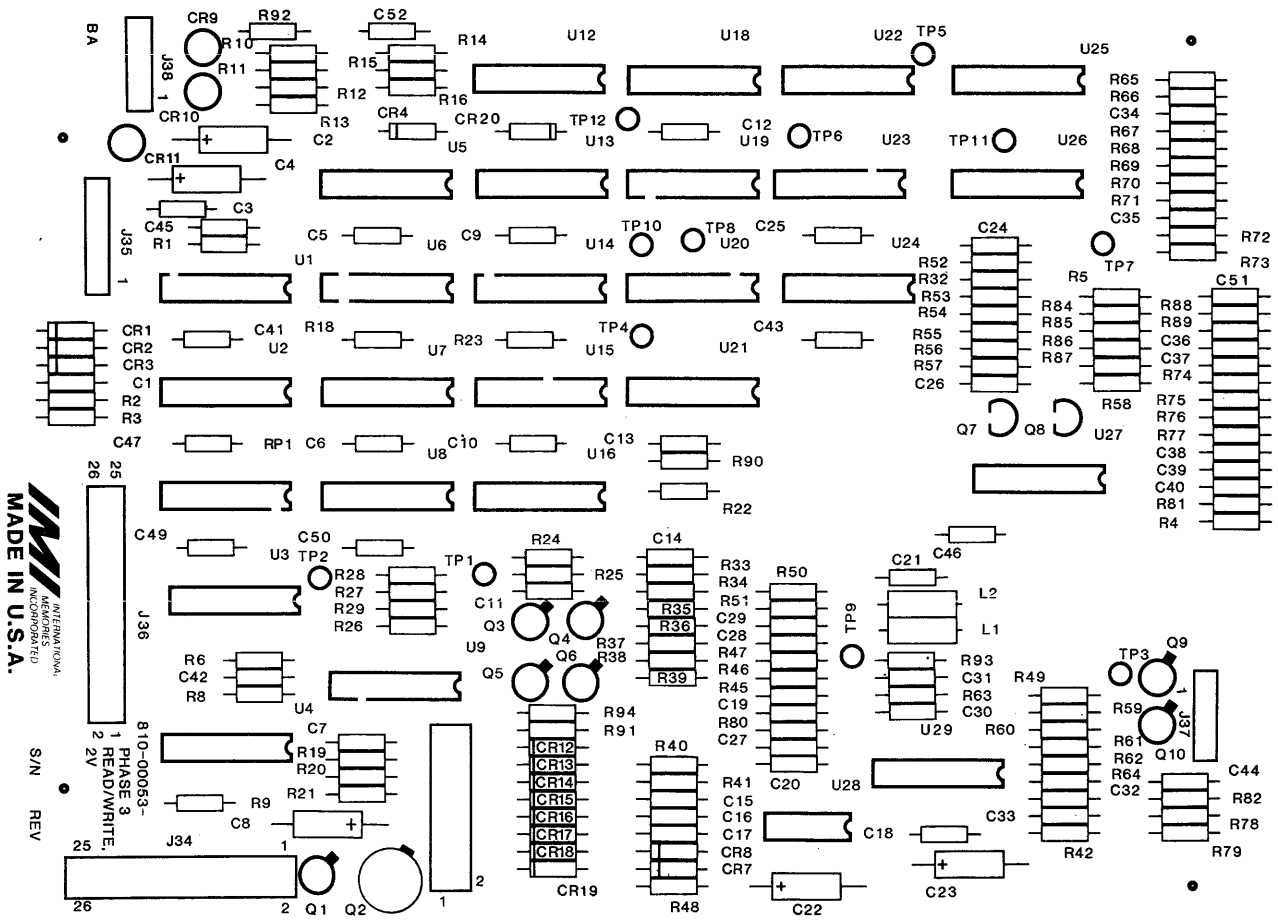 CR9 R92 C52
R10 R14 U12 U18 U22 TP5 U25
BA J38 1 R11 R15 R65
R12 R16 R66
CR10 R13 CR4 CR20 TP12 C12 C34
C2 U5 U13 U19 TP6 U23 TP11 U26 R67
R68
CR11 C4 R69
R70
R71
C45 C3 C35
J35 1 R1 C5 U6 C9 U14 TP10 TP8 U20 C25 U24 C24 R72
U1 R52 TP7 R73
R32 R5 C51
R53
R54 R84 R88
CR1 C41 R18 R23 TP4 C43 R55 R85 R89
CR2 U2 U7 U15 U21 R56 R86 C36
CR3 R57 R87 C37
C1 C26 R74
R2 R58 R75
R3 R76
C47 RP1 C6 U8 C10 U16 C13 Q7 Q8 U27 R77
R90 C38
C39
C40
R22 R81
R4
26 25
IMI
INTERNATIONAL
MEMORIES
INCORPORATED
MADE IN U.S.A.
J36
2 1
C49 U3 C50 R24 C14 C46
TP2 TP1 R33 C21
R28 R25 R34 R50
R27 R51 L2
R29 C11 R35 C29
R26 Q3 Q4 R36 C28 L1
U9 R37 R47 TP9
R6 Q5 Q6 R38 R46 R93 TP3 Q9
C42 R39 R45 C31
R8 C19 R63 R49
U4 R94 R80 C30 R59 1 J37
C7 R91 C27 U29 R60 R61 Q10
R19 CR12 R40 R62
R20 CR13 R64
R21 CR14 R41 C20 U28 C32 C44
R9 CR15 C15 R82
C8 CR16 C16 C33 R78
CR17 C17 C18
CR18 CR8 R42 R79
CR7
CR19 R48 C22 C23
810-00053-
PHASE 3
READ/WRITE,
2V
S/N REV
25 J34 1
26 2 Q1 Q2 1 2